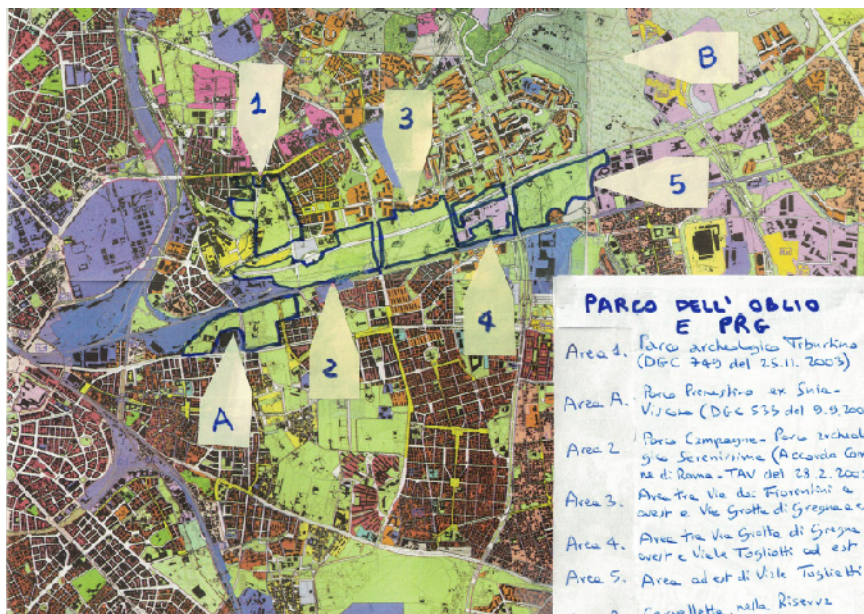 1
B
3
5
4
2
A
PARCO DELL' OBLIO
E PRG
Area 1. Parco archeologico Tiburtino
(DGC 749 del 25.11.2003)
Area A. Parco Prenestino ex Snia-
Viscosa (DGC 535 del 9.9.200
Area 2 Parco Campagne - Parco archeol
gico Serenissima (Accordo Com
ne di Roma - TAV del 28.2.200
Area 3. Area tra Via dei Fiorentini e
ovest e Via Grotta di Gregna a e
Area 4. Area tra Via Grotta di Gregna
ovest e Viale Togliatti ad est
Area 5. Area ad est di Viale Togliatti
nella Riserva